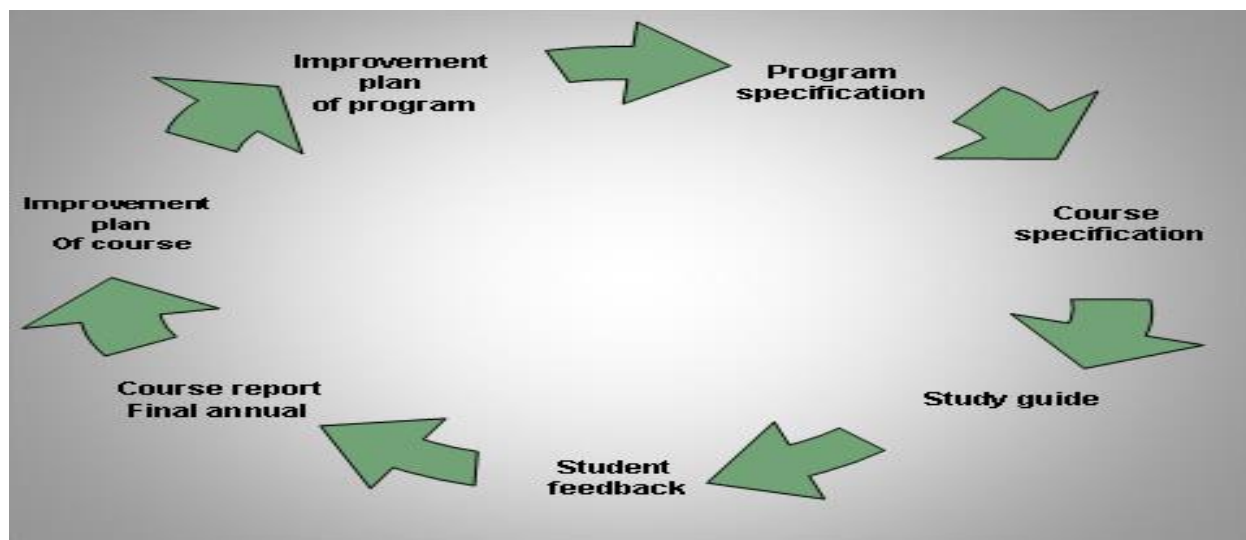 Improvement
plan
of program
Program
specification
Course
specification
Study guide
Student
feedback
Course report
Final annual
Improvement
plan
Of course